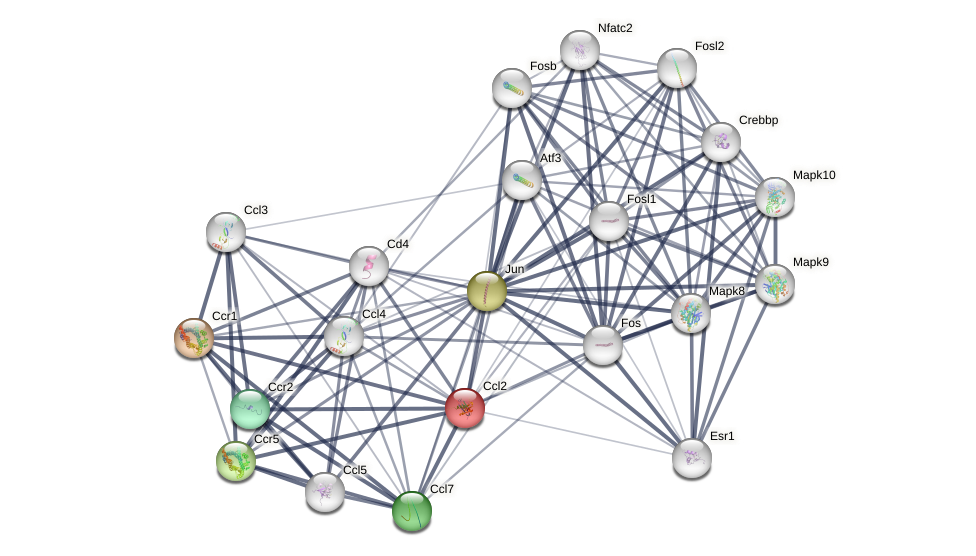 Nfatc2
Fosl2
Fosb
Crebbp
Atf3
Mapk10
Fosl1
Ccl3
Cd4
Mapk9
Jun
Mapk8
Ccl4
Ccr1
Fos
Ccr2
Ccl2
Ccr5
Esr1
Ccl5
Ccl7